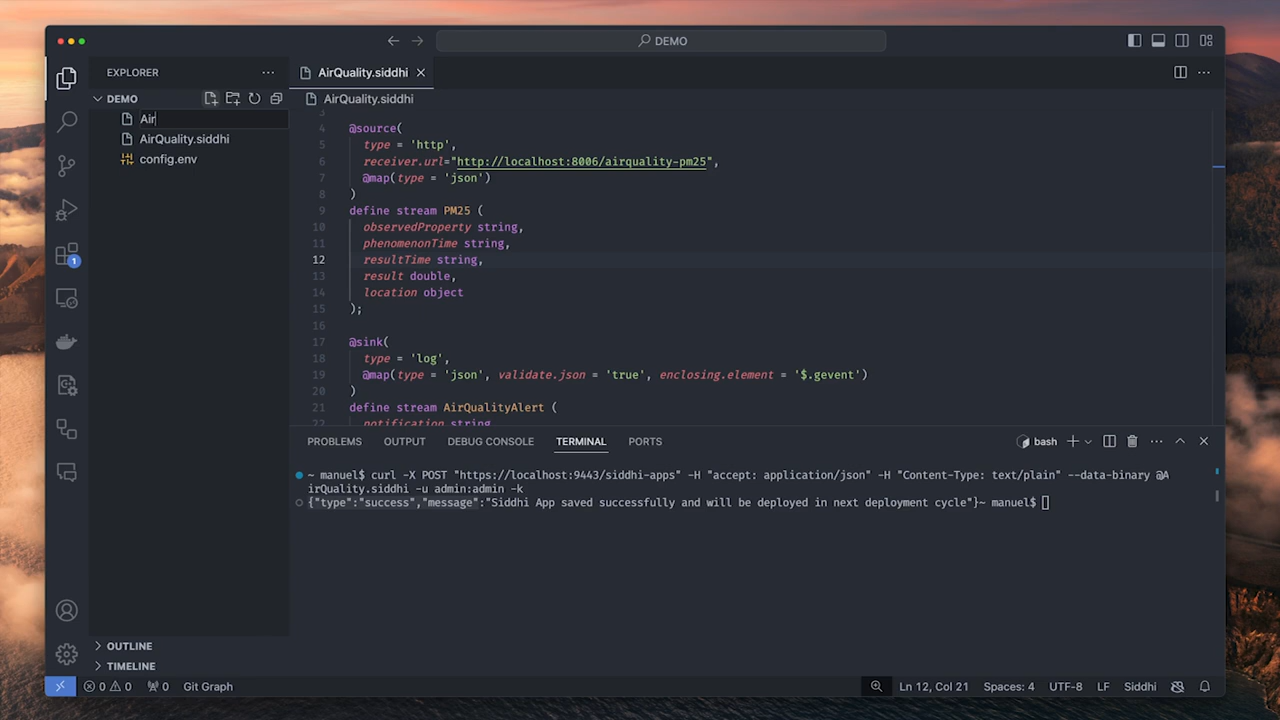 DEMO
EXPLORER
AirQuality.siddhi
DEMO
AirQuality.siddhi
Air
AirQuality.siddhi
config.env
3
4 @source(
5 type = 'http',
6 receiver.url="http://localhost:8006/airquality-pm25",
7 @map(type = 'json')
8 )
9 define stream PM25 (
10 observedProperty string,
11 phenomenonTime string,
12 resultTime string,
13 result double,
14 location object
15 );
16
17 @sink(
18 type = 'log',
19 @map(type = 'json', validate.json = 'true', enclosing.element = '$.gevent')
20 )
21 define stream AirQualityAlert (
22 notification string
1
PROBLEMS OUTPUT DEBUG CONSOLE TERMINAL PORTS bash
~ manuel$ curl -X POST "https://localhost:9443/siddhi-apps" -H "accept: application/json" -H "Content-Type: text/plain" --data-binary @A
irQuality.siddhi -u admin:admin -k
{"type":"success","message":"Siddhi App saved successfully and will be deployed in next deployment cycle"}~ manuel$
OUTLINE
TIMELINE
0 0 0 Git Graph Ln 12, Col 21 Spaces: 4 UTF-8 LF Siddhi